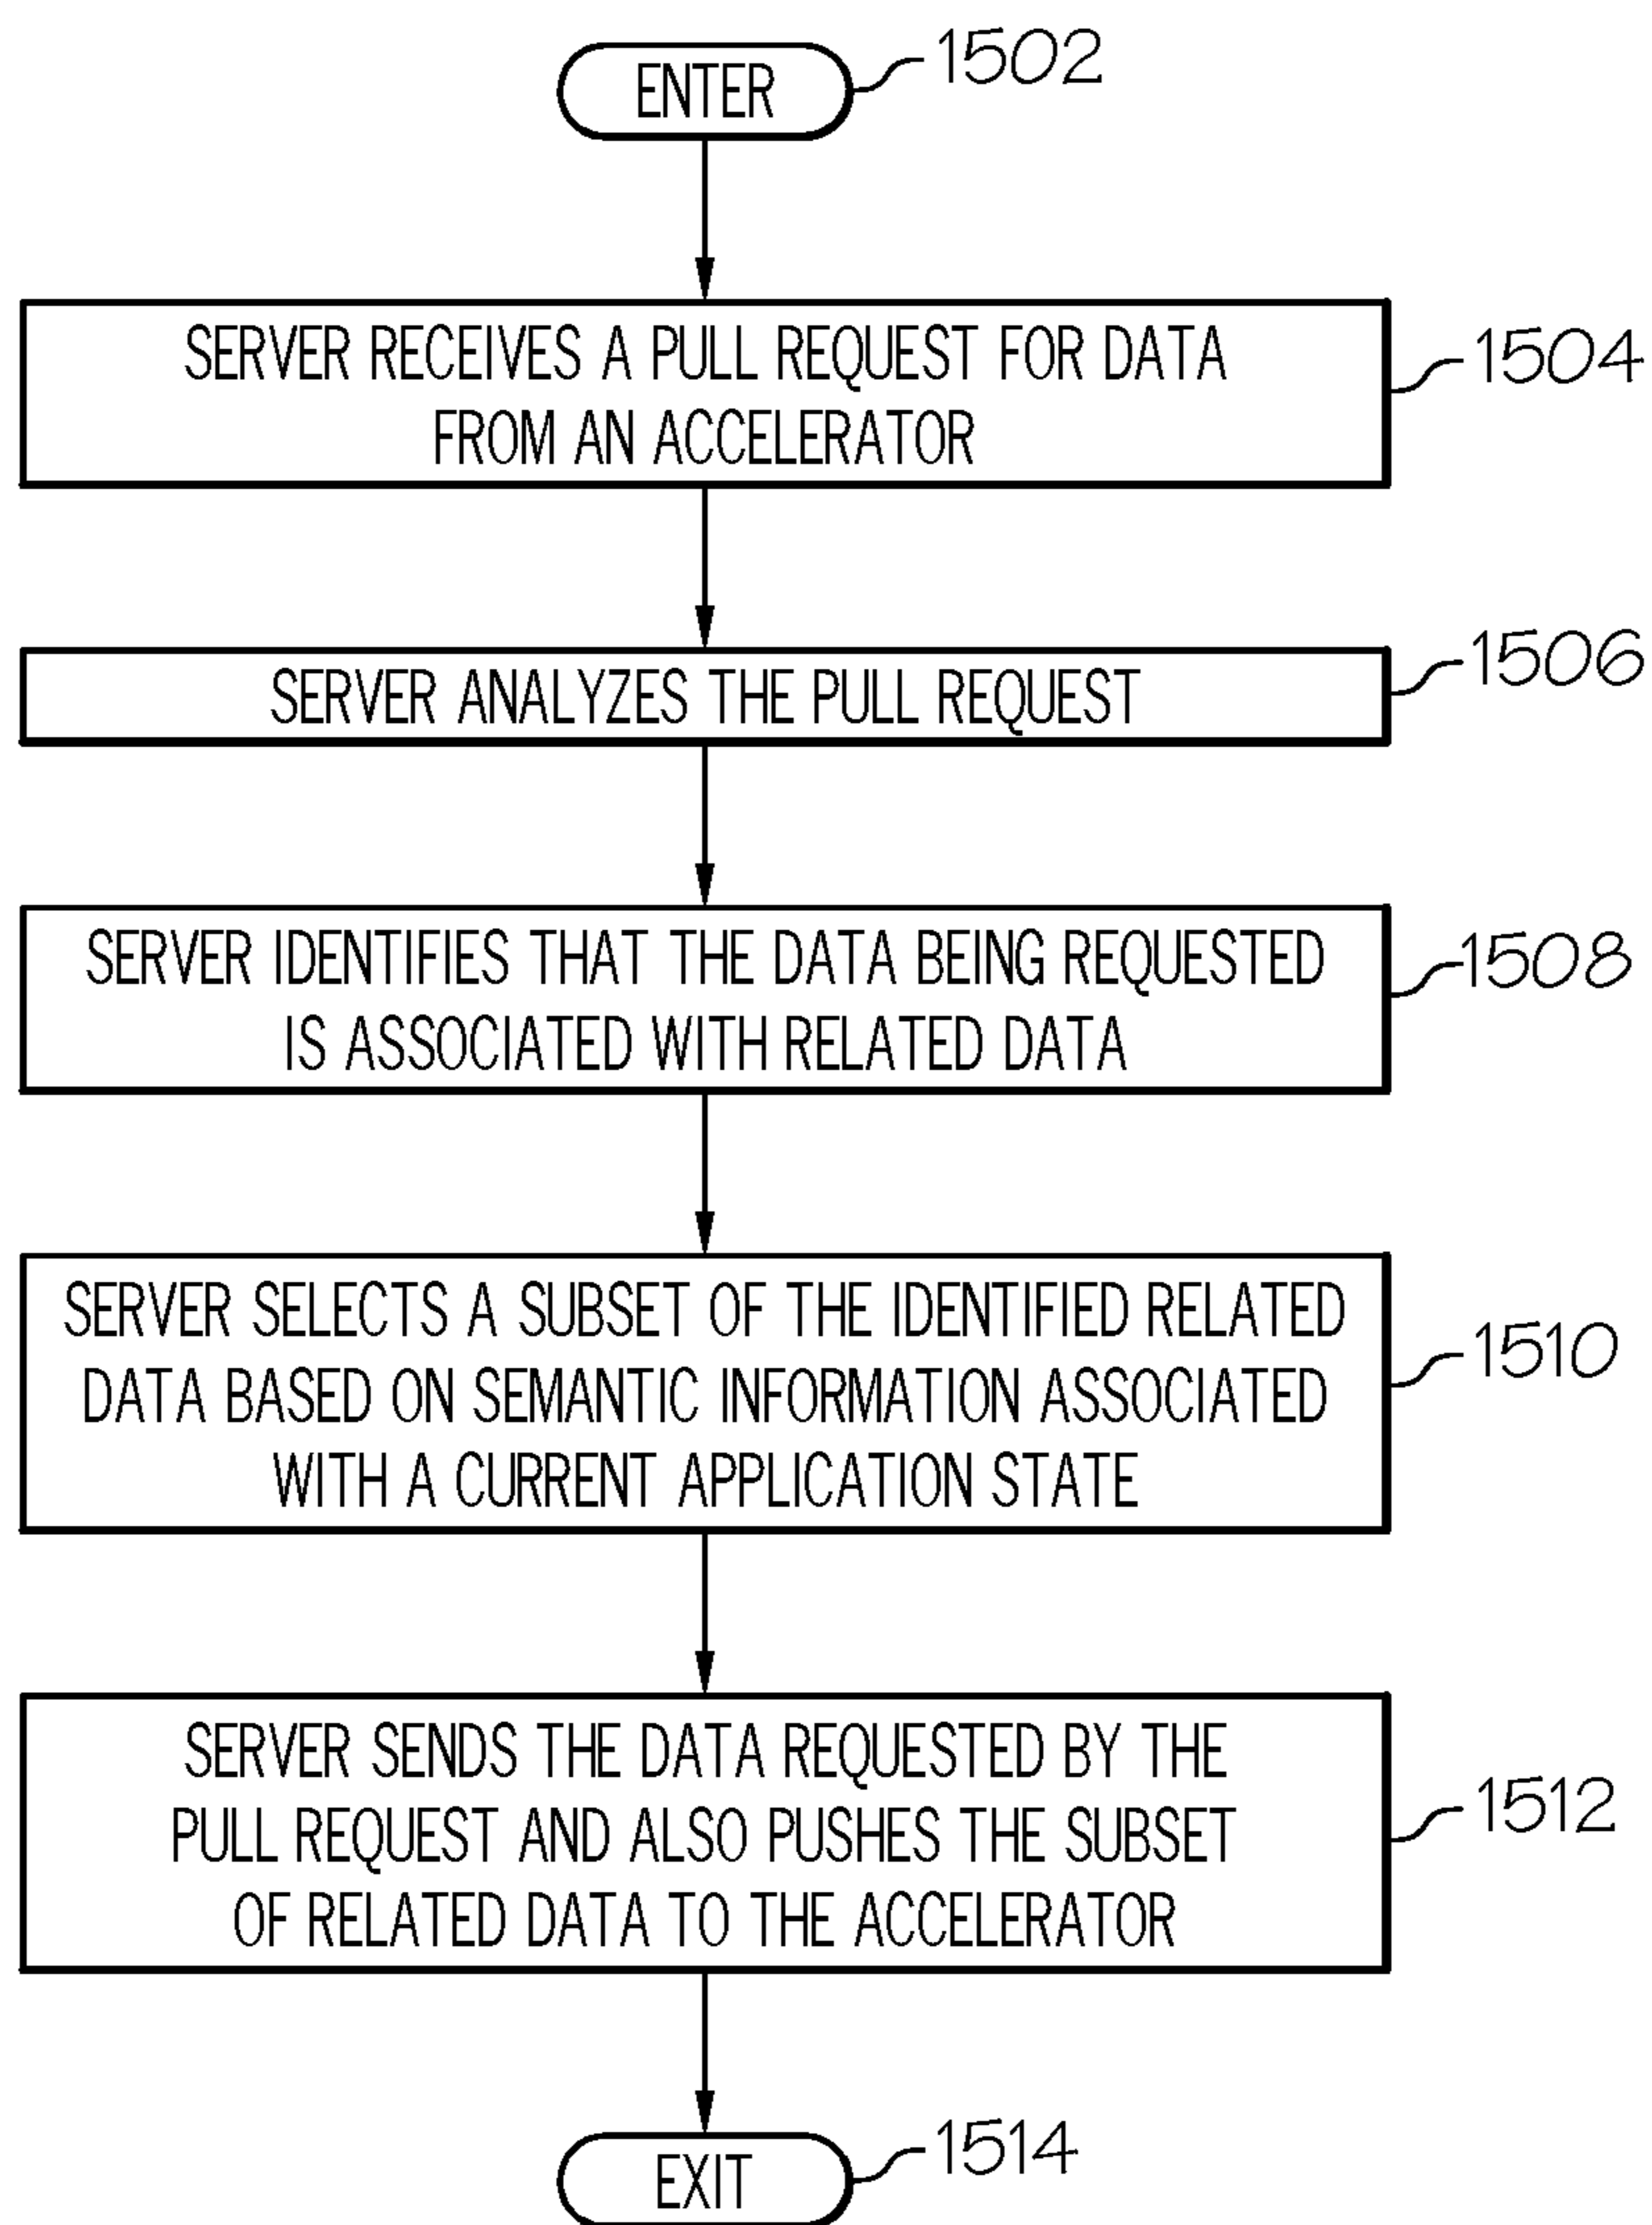 ENTER
1502
SERVER RECEIVES A PULL REQUEST FOR DATA
FROM AN ACCELERATOR
1504
SERVER ANALYZES THE PULL REQUEST
1506
SERVER IDENTIFIES THAT THE DATA BEING REQUESTED
IS ASSOCIATED WITH RELATED DATA
1508
SERVER SELECTS A SUBSET OF THE IDENTIFIED RELATED
DATA BASED ON SEMANTIC INFORMATION ASSOCIATED
WITH A CURRENT APPLICATION STATE
1510
SERVER SENDS THE DATA REQUESTED BY THE
PULL REQUEST AND ALSO PUSHES THE SUBSET
OF RELATED DATA TO THE ACCELERATOR
1512
EXIT
1514